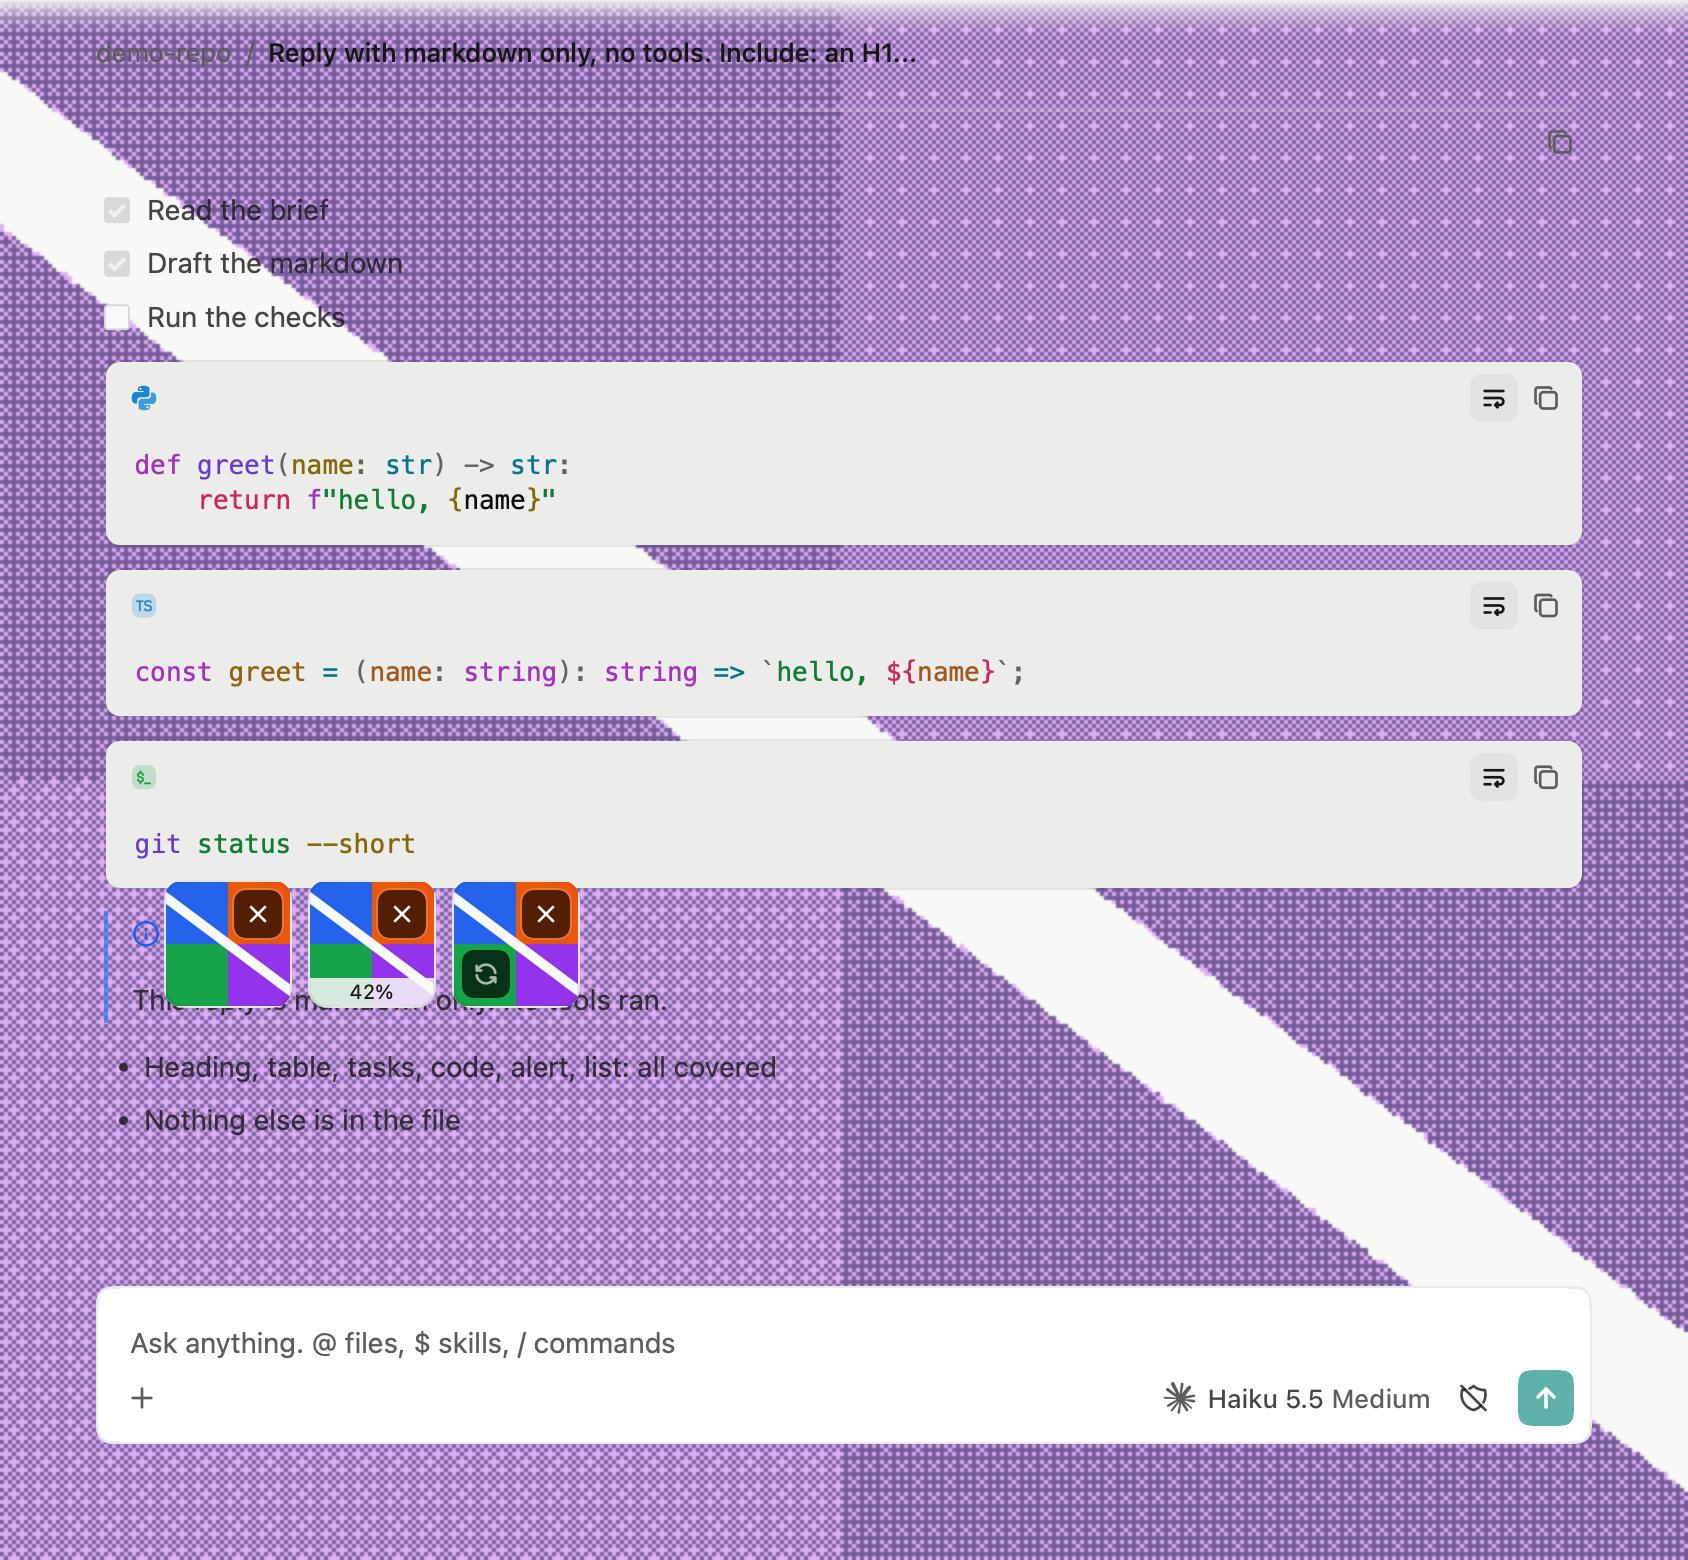 demo-repo / Reply with markdown only, no tools. Include: an H1...
Read the brief
Draft the markdown
Run the checks
def greet(name: str) -> str:
    return f"hello, {name}"
TS
const greet = (name: string): string => `hello, ${name}`;
$_
git status --short
42%
ran.
Heading, table, tasks, code, alert, list: all covered
Nothing else is in the file
Ask anything. @ files, $ skills, / commands
Haiku 5.5 Medium